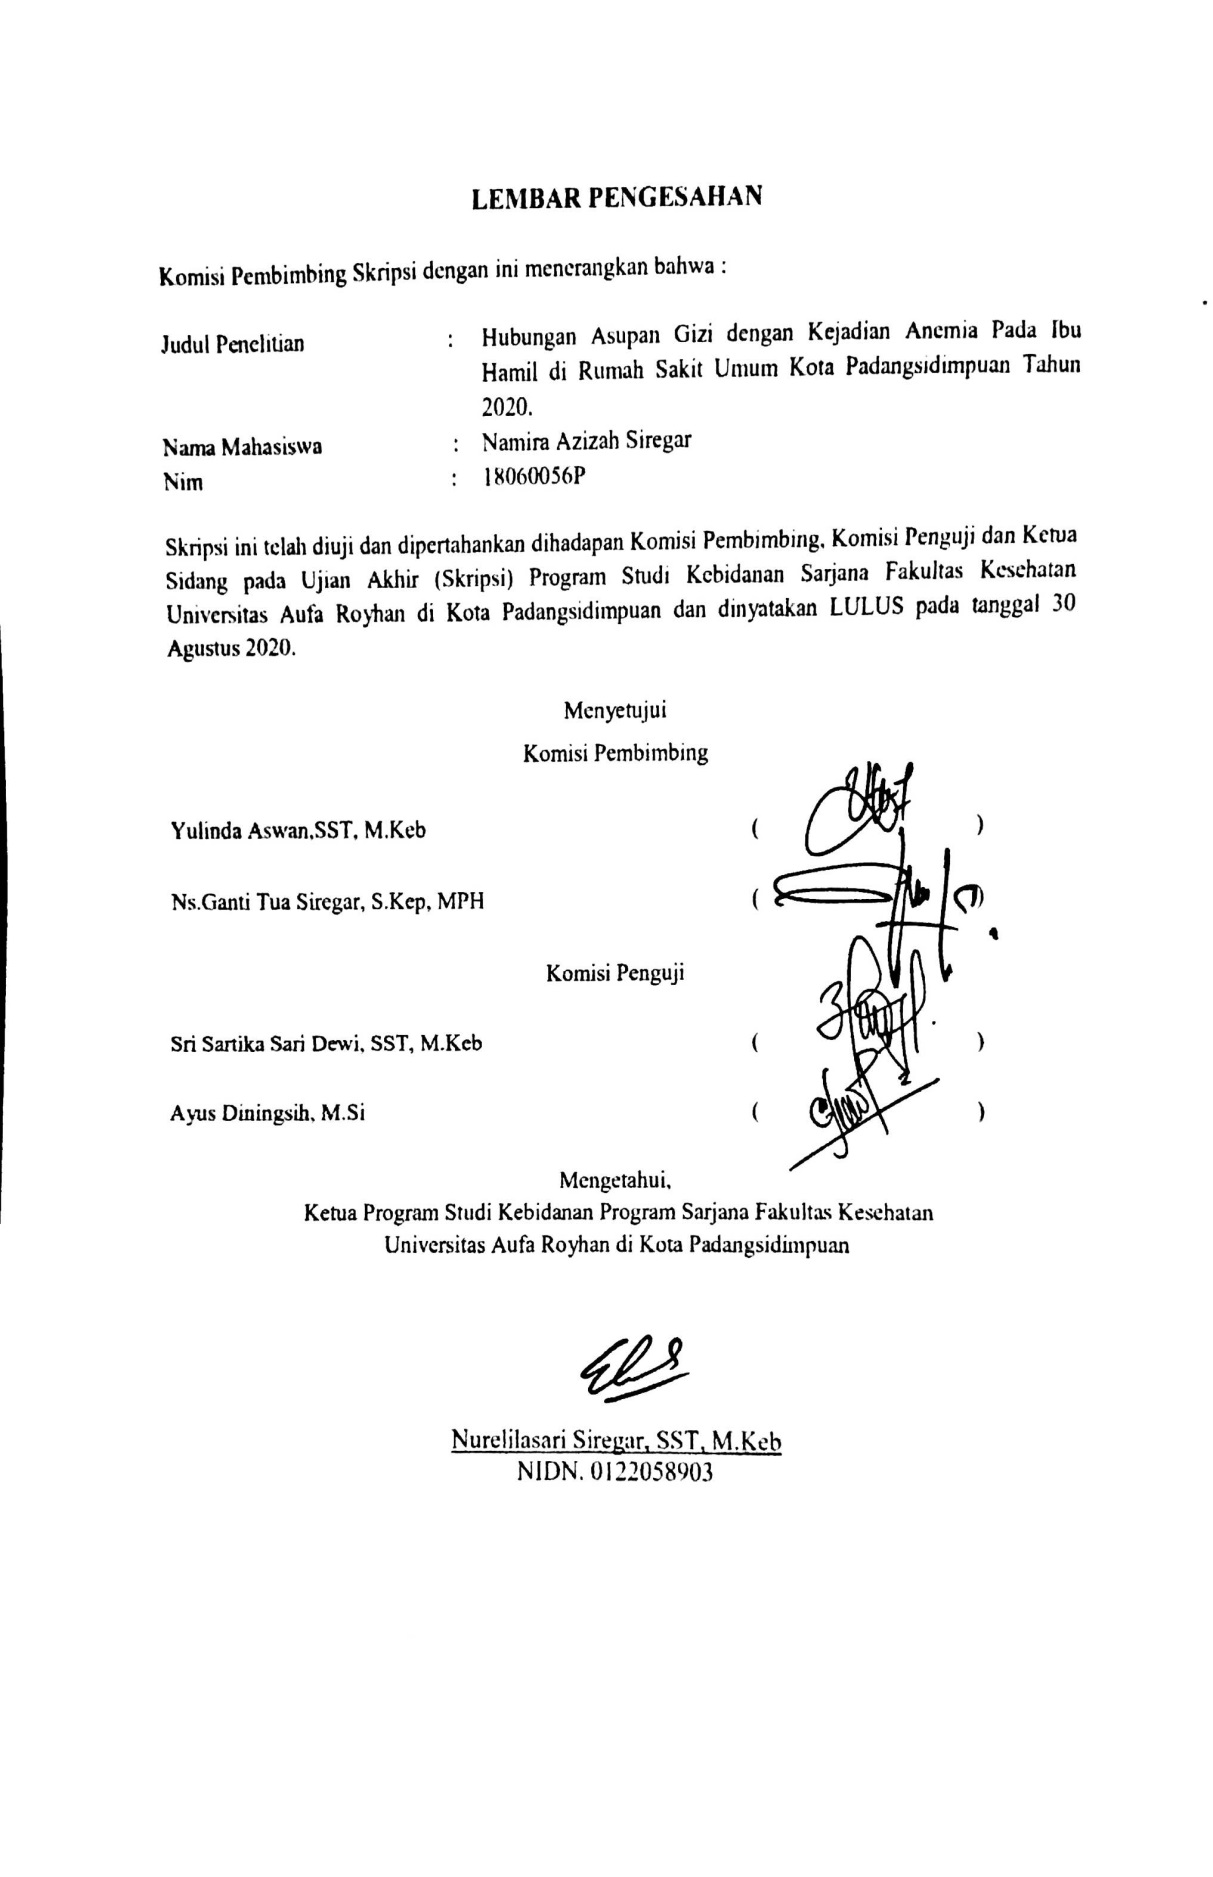 LEMBAR PENGESAHAN
Komisi Pembimbing Skripsi dengan ini menerangkan bahwa :
Judul Penelitian : Hubungan Asupan Gizi dengan Kejadian Anemia Pada Ibu
Hamil di Rumah Sakit Umum Kota Padangsidimpuan Tahun
2020.
Nama Mahasiswa : Namira Azizah Siregar
Nim : 18060056P
Skripsi ini telah diuji dan dipertahankan dihadapan Komisi Pembimbing, Komisi Penguji dan Ketua
Sidang pada Ujian Akhir (Skripsi) Program Studi Kebidanan Sarjana Fakultas Kesehatan
Universitas Aufa Royhan di Kota Padangsidimpuan dan dinyatakan LULUS pada tanggal 30
Agustus 2020.
Menyetujui
Komisi Pembimbing
Yulinda Aswan,SST, M.Keb ( )
Ns.Ganti Tua Siregar, S.Kep, MPH ( )
Komisi Penguji
Sri Sartika Sari Dewi, SST, M.Keb ( )
Ayus Diningsih, M.Si ( )
Mengetahui,
Ketua Program Studi Kebidanan Program Sarjana Fakultas Kesehatan
Universitas Aufa Royhan di Kota Padangsidimpuan
Nurelilasari Siregar, SST, M.Keb
NIDN. 0122058903